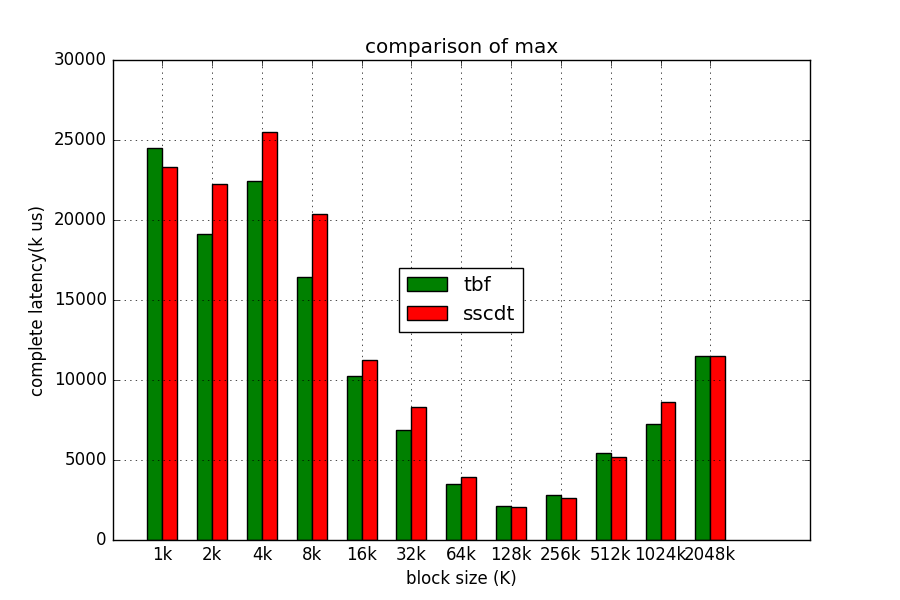 comparison of max
30000
25000
20000
15000
10000
5000
0
complete latency(k us)
tbf
sscdt
1k 2k 4k 8k 16k 32k 64k 128k 256k 512k 1024k 2048k
block size (K)